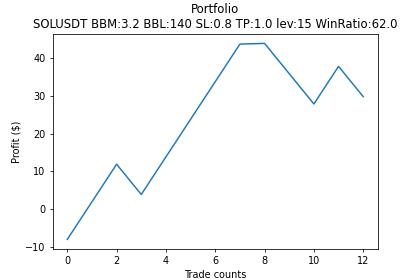 Portfolio
SOLUSDT BBM:3.2 BBL:140 SL:0.8 TP:1.0 lev:15 WinRatio:62.0
40
30
20
10
0
−10
Profit ($)
0 2 4 6 8 10 12
Trade counts